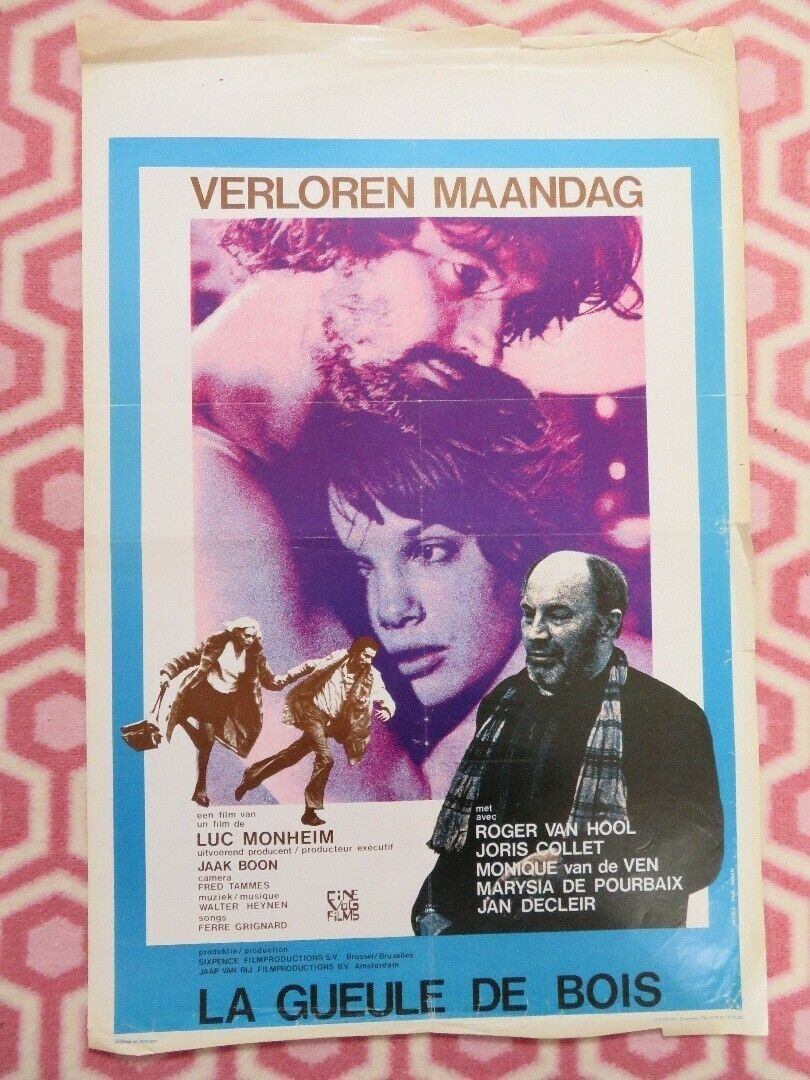 VERLOREN MAANDAG
een film van
un film de
LUC MONHEIM
uitvoerend producent / producteur exécutif
JAAK BOON
camera
FRED TAMMES
muziek / musique
WALTER HEYNEN
songs
FERRE GRIGNARD
CINE
VOG
FILMS
met
avec
ROGER VAN HOOL
JORIS COLLET
MONIQUE van de VEN
MARYSIA DE POURBAIX
JAN DECLEIR
produktie / production
SIXPENCE FILMPRODUCTIONS S.V. Brussel / Bruxelles
JAAP VAN RIJ FILMPRODUCTIONS B.V. Amsterdam
LA GUEULE DE BOIS